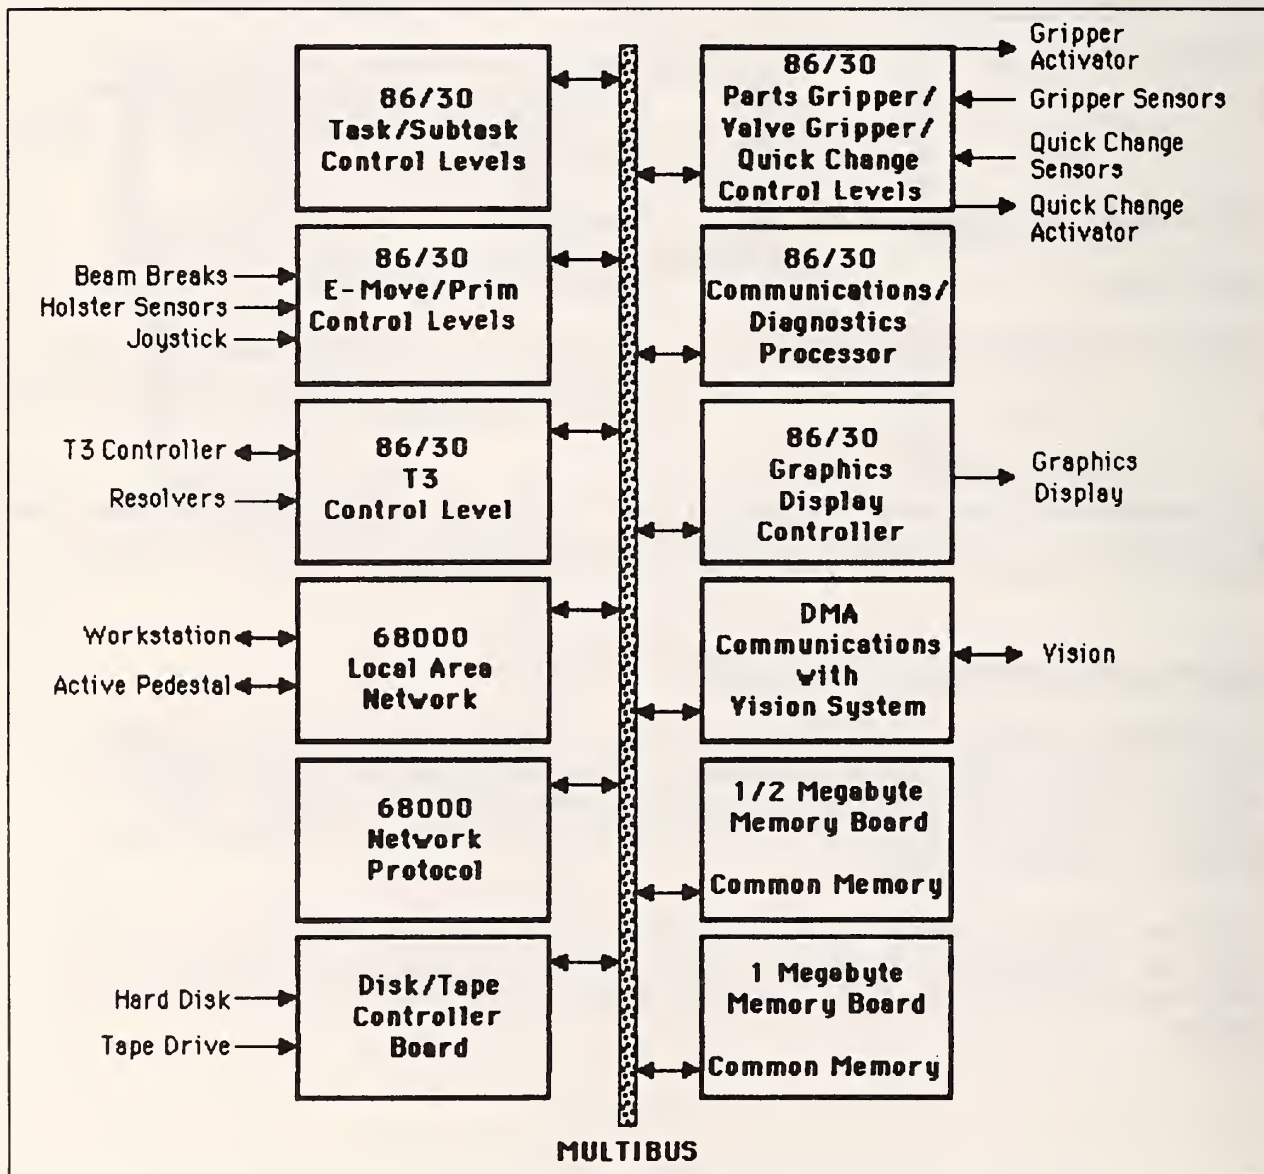 86/30
Task/Subtask
Control Levels
86/30
Parts Gripper/
Valve Gripper/
Quick Change
Control Levels
Gripper
Activator
Gripper Sensors
Quick Change
Sensors
Quick Change
Activator
Beam Breaks
Holster Sensors
Joystick
86/30
E-Move/Prim
Control Levels
86/30
Communications/
Diagnostics
Processor
T3 Controller
Resolvers
86/30
T3
Control Level
86/30
Graphics
Display
Controller
Graphics
Display
Workstation
Active Pedestal
68000
Local Area
Network
DMA
Communications
with
Vision System
Vision
68000
Network
Protocol
1/2 Megabyte
Memory Board
Common Memory
Hard Disk
Tape Drive
Disk/Tape
Controller
Board
1 Megabyte
Memory Board
Common Memory
MULTIBUS